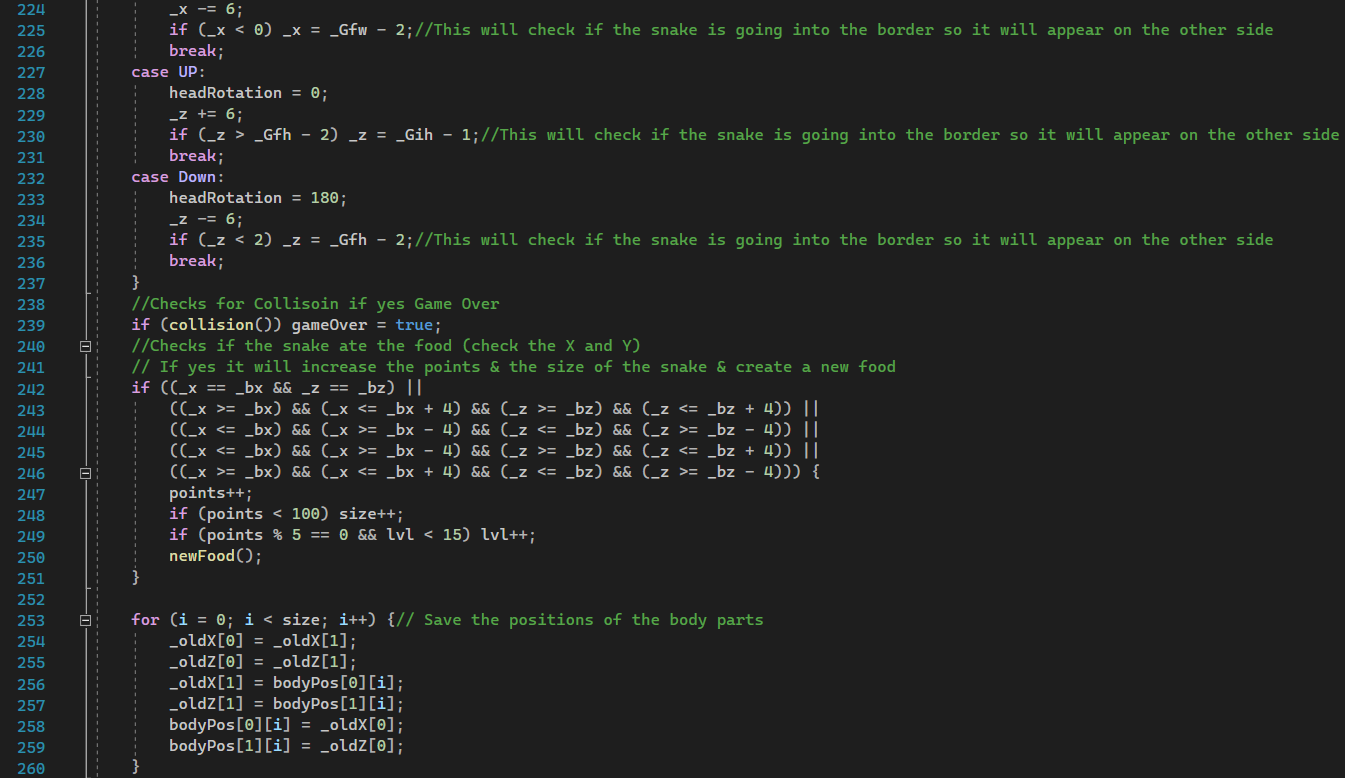 224 _x -= 6;
225 if (_x < 0) _x = _Gfw - 2;//This will check if the snake is going into the border so it will appear on the other side
226 break;
227 case UP:
228 headRotation = 0;
229 _z += 6;
230 if (_z > _Gfh - 2) _z = _Gih - 1;//This will check if the snake is going into the border so it will appear on the other side
231 break;
232 case Down:
233 headRotation = 180;
234 _z -= 6;
235 if (_z < 2) _z = _Gfh - 2;//This will check if the snake is going into the border so it will appear on the other side
236 break;
237 }
238 //Checks for Collisoin if yes Game Over
239 if (collision()) gameOver = true;
240 //Checks if the snake ate the food (check the X and Y)
241 // If yes it will increase the points & the size of the snake & create a new food
242 if ((_x == _bx && _z == _bz) ||
243 ((_x >= _bx) && (_x <= _bx + 4) && (_z >= _bz) && (_z <= _bz + 4)) ||
244 ((_x <= _bx) && (_x >= _bx - 4) && (_z <= _bz) && (_z >= _bz - 4)) ||
245 ((_x <= _bx) && (_x >= _bx - 4) && (_z >= _bz) && (_z <= _bz + 4)) ||
246 ((_x >= _bx) && (_x <= _bx + 4) && (_z <= _bz) && (_z >= _bz - 4))) {
247 points++;
248 if (points < 100) size++;
249 if (points % 5 == 0 && lvl < 15) lvl++;
250 newFood();
251 }
252
253 for (i = 0; i < size; i++) {// Save the positions of the body parts
254 _oldX[0] = _oldX[1];
255 _oldZ[0] = _oldZ[1];
256 _oldX[1] = bodyPos[0][i];
257 _oldZ[1] = bodyPos[1][i];
258 bodyPos[0][i] = _oldX[0];
259 bodyPos[1][i] = _oldZ[0];
260 }